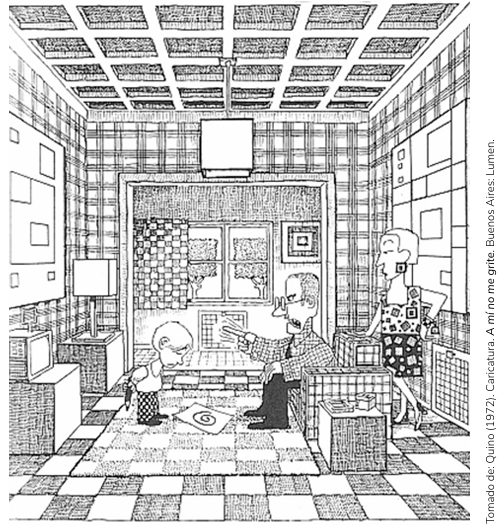 Tomado de: Quino (1972). Caricatura. A mí no me grite. Buenos Aires: Lumen.